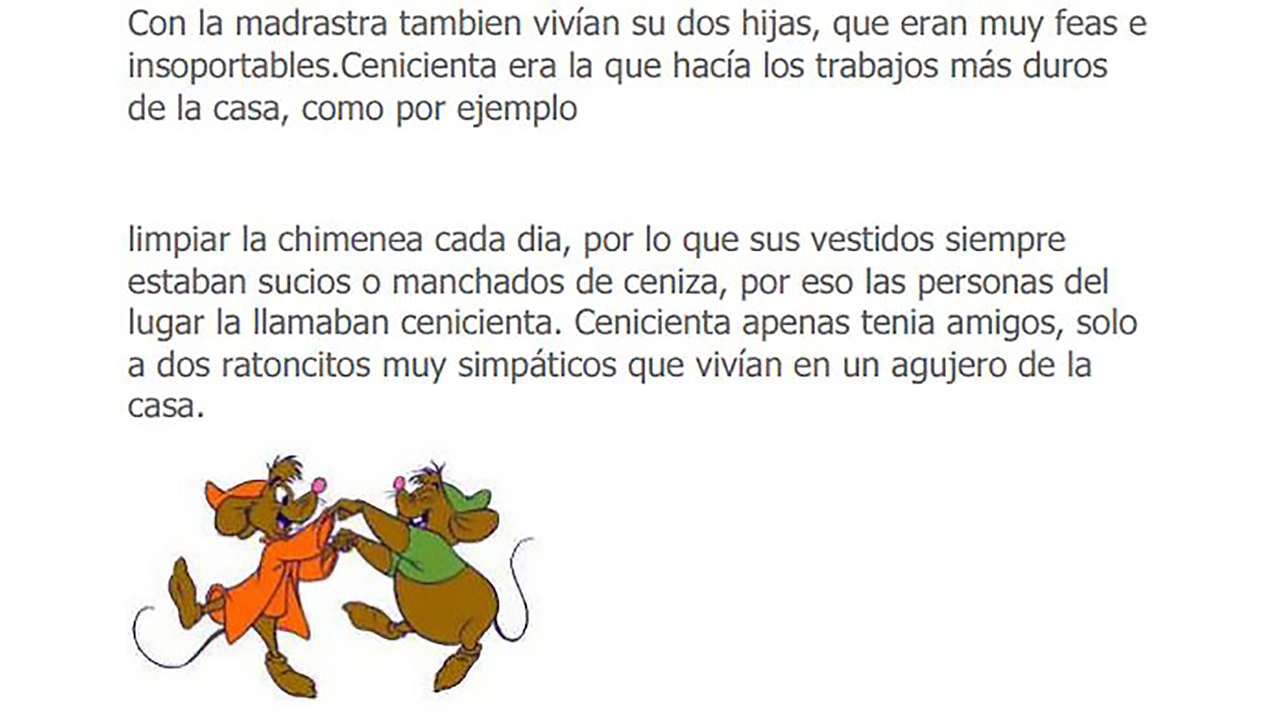 Con la madrastra tambien vivían su dos hijas, que eran muy feas e
insoportables.Cenicienta era la que hacía los trabajos más duros
de la casa, como por ejemplo
limpiar la chimenea cada dia, por lo que sus vestidos siempre
estaban sucios o manchados de ceniza, por eso las personas del
lugar la llamaban cenicienta. Cenicienta apenas tenia amigos, solo
a dos ratoncitos muy simpáticos que vivían en un agujero de la
casa.